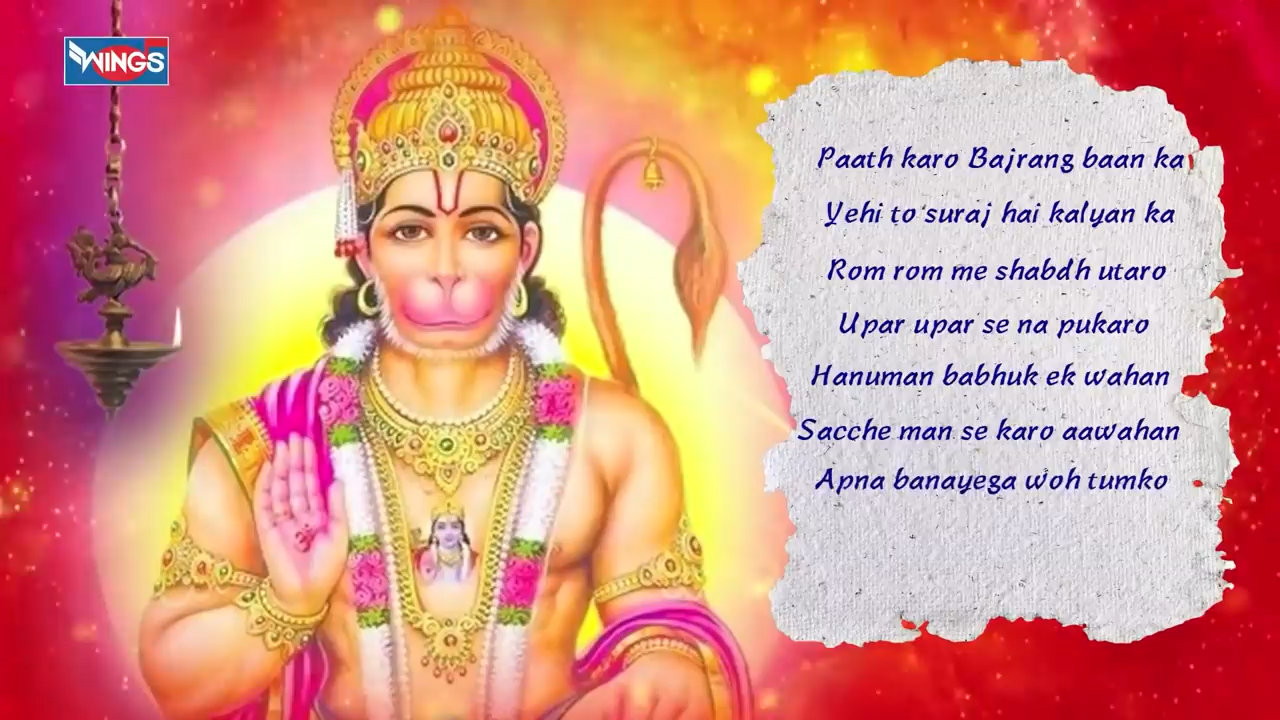 WINGS
Paath karo Bajrang baan ka
Yehi to suraj hai kalyan ka
Rom rom me shabdh utaro
Upar upar se na pukaro
Hanuman babhuk ek wahan
Sacche man se karo aawahan
Apna banayega woh tumko